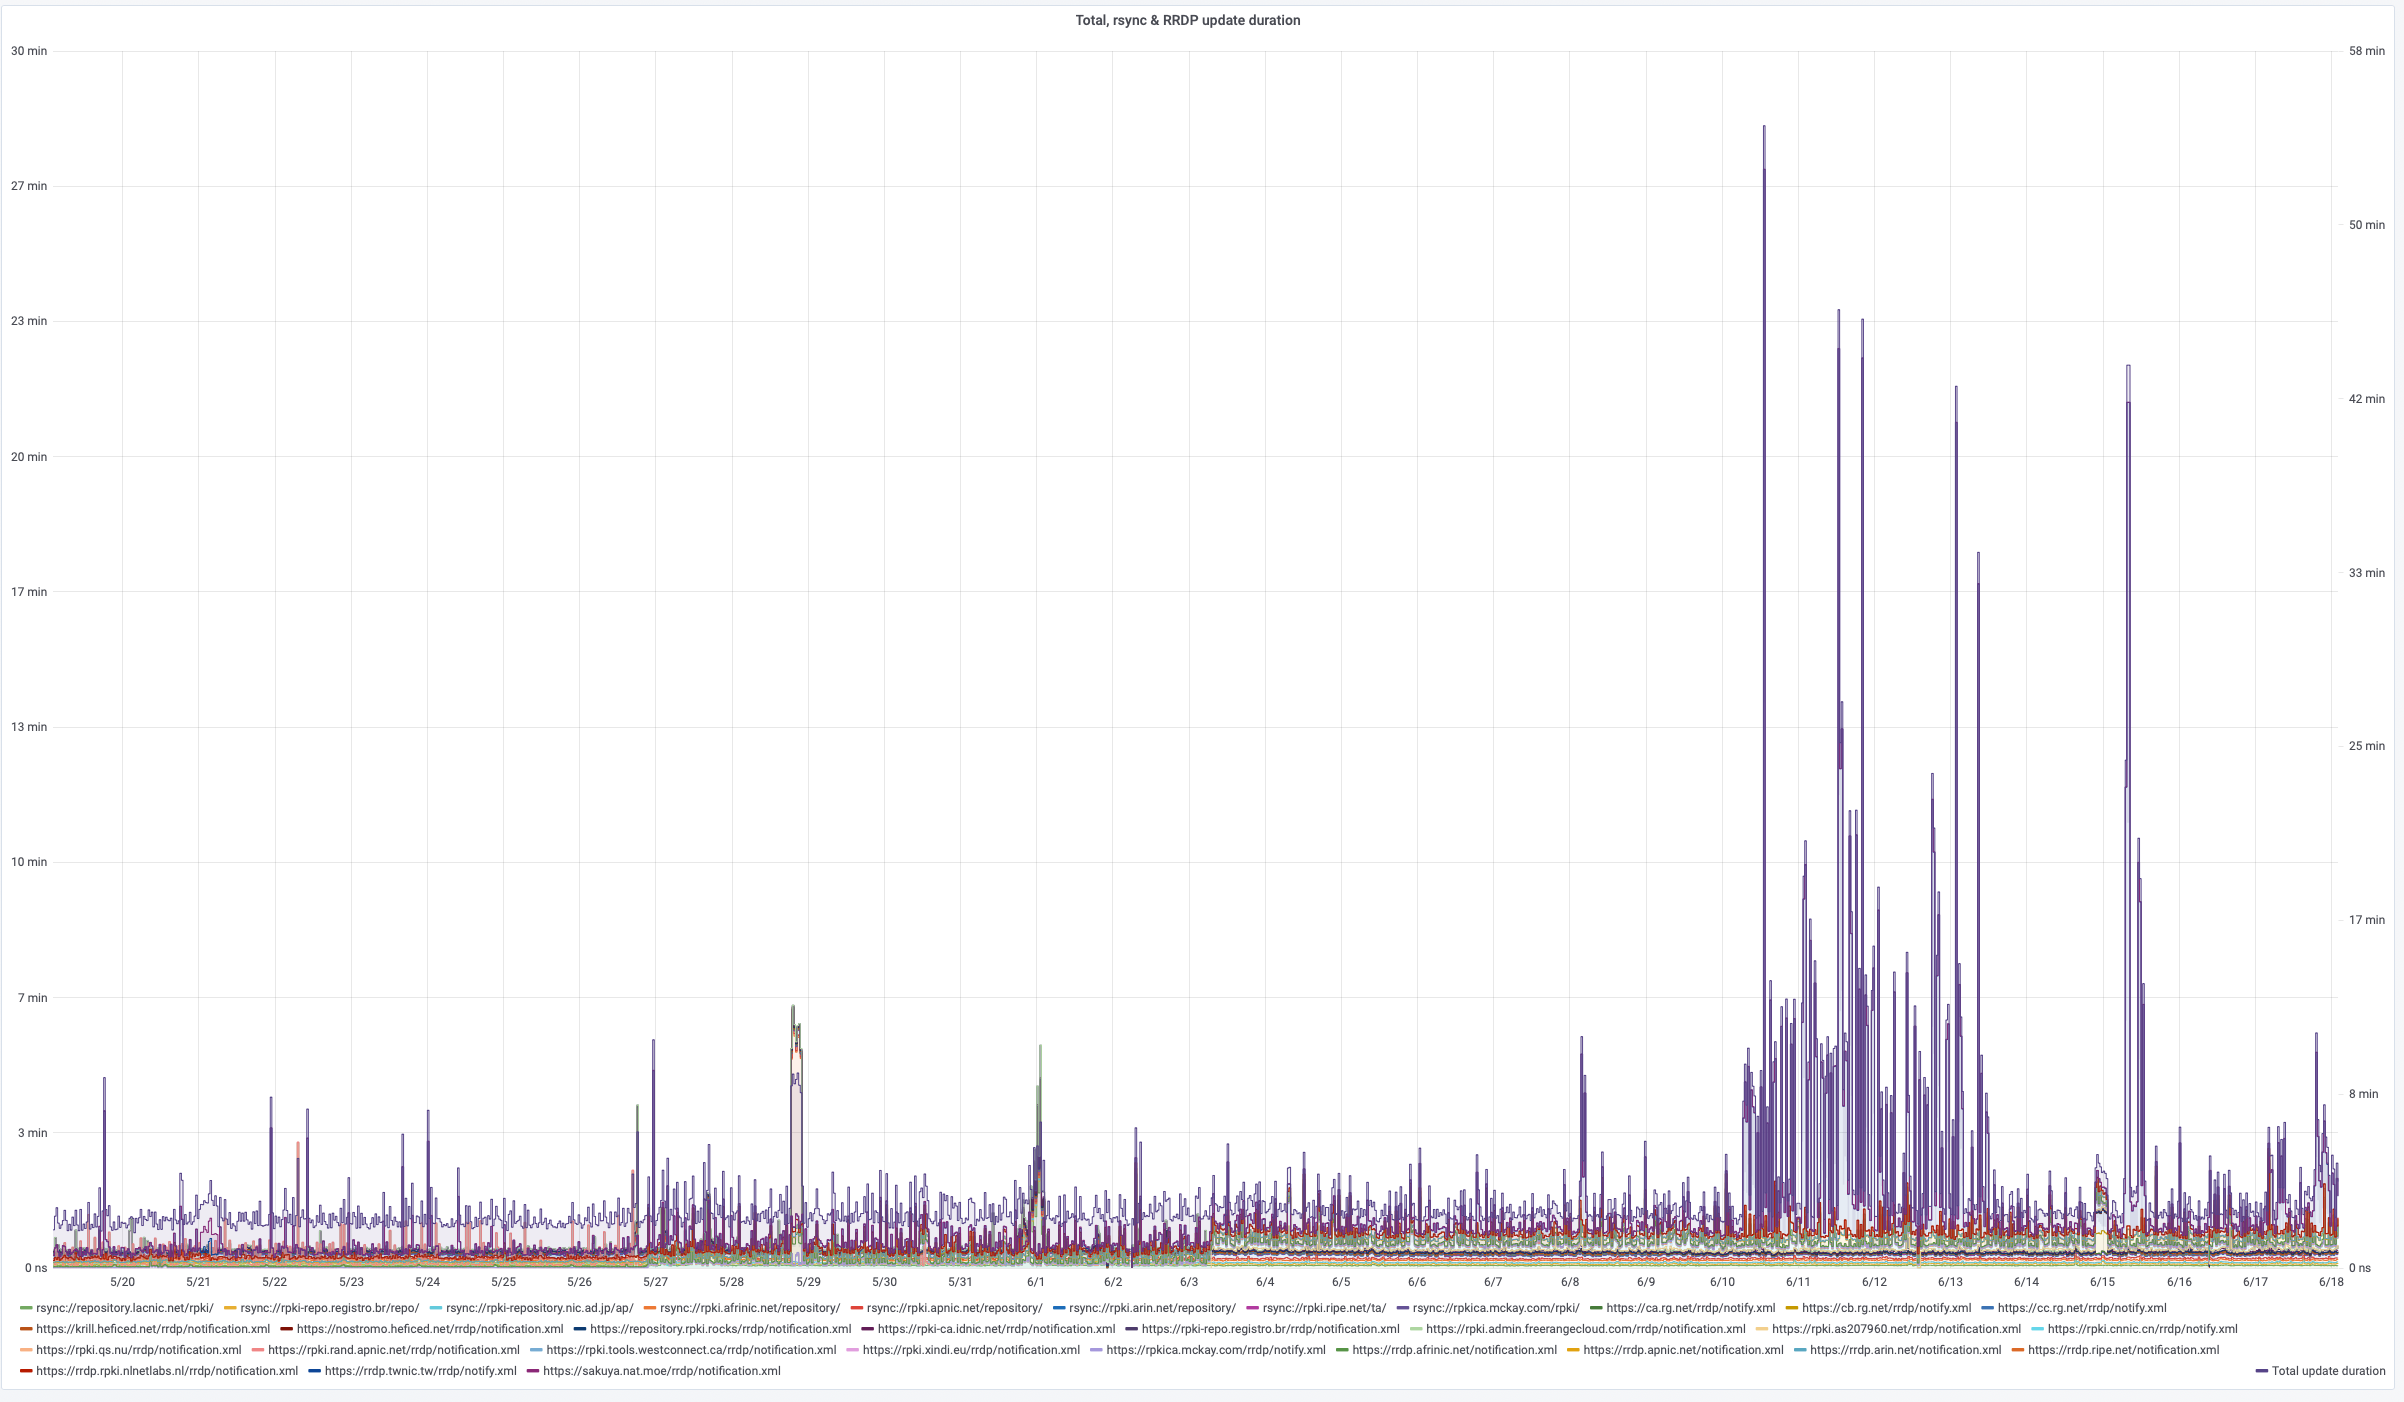 Total, rsync & RRDP update duration
30 min
27 min
23 min
20 min
17 min
13 min
10 min
7 min
3 min
0 ns
58 min
50 min
42 min
33 min
25 min
17 min
8 min
0 ns
5/20 5/21 5/22 5/23 5/24 5/25 5/26 5/27 5/28 5/29 5/30 5/31 6/1 6/2 6/3 6/4 6/5 6/6 6/7 6/8 6/9 6/10 6/11 6/12 6/13 6/14 6/15 6/16 6/17 6/18
rsync://repository.lacnic.net/rpki/ rsync://rpki-repo.registro.br/repo/ rsync://rpki-repository.nic.ad.jp/ap/ rsync://rpki.afrinic.net/repository/ rsync://rpki.apnic.net/repository/ rsync://rpki.arin.net/repository/ rsync://rpki.ripe.net/ta/ rsync://rpkica.mckay.com/rpki/ https://ca.rg.net/rrdp/notify.xml https://cb.rg.net/rrdp/notify.xml https://cc.rg.net/rrdp/notify.xml
https://krill.heficed.net/rrdp/notification.xml https://nostromo.heficed.net/rrdp/notification.xml https://repository.rpki.rocks/rrdp/notification.xml https://rpki-ca.idnic.net/rrdp/notification.xml https://rpki-repo.registro.br/rrdp/notification.xml https://rpki.admin.freerangecloud.com/rrdp/notification.xml https://rpki.as207960.net/rrdp/notification.xml https://rpki.cnnic.cn/rrdp/notify.xml
https://rpki.qs.nu/rrdp/notification.xml https://rpki.rand.apnic.net/rrdp/notification.xml https://rpki.tools.westconnect.ca/rrdp/notification.xml https://rpki.xindi.eu/rrdp/notification.xml https://rpkica.mckay.com/rrdp/notify.xml https://rrdp.afrinic.net/notification.xml https://rrdp.apnic.net/notification.xml https://rrdp.arin.net/notification.xml https://rrdp.ripe.net/notification.xml
https://rrdp.rpki.nlnetlabs.nl/rrdp/notification.xml https://rrdp.twnic.tw/rrdp/notify.xml https://sakuya.nat.moe/rrdp/notification.xml Total update duration